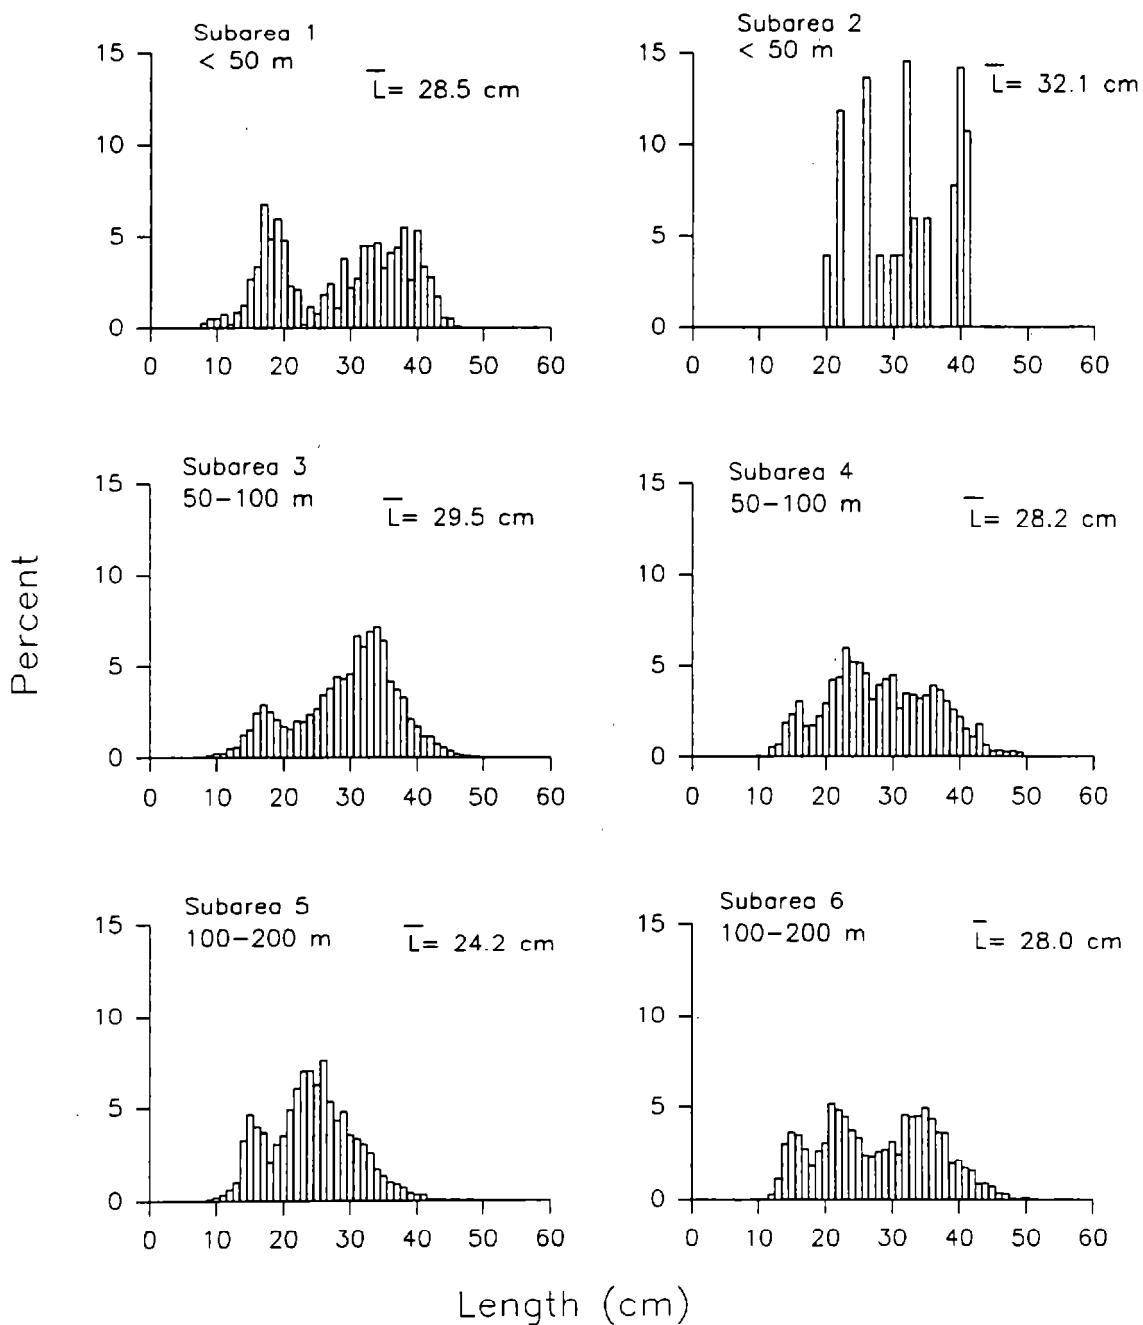 Subarea 1
< 50 m
L̅= 28.5 cm
15
10
5
0
0 10 20 30 40 50 60
Subarea 2
< 50 m
L̅= 32.1 cm
15
10
5
0
0 10 20 30 40 50 60
Subarea 3
50-100 m
L̅= 29.5 cm
15
10
5
0
0 10 20 30 40 50 60
Subarea 4
50-100 m
L̅= 28.2 cm
15
10
5
0
0 10 20 30 40 50 60
Percent
Subarea 5
100-200 m
L̅= 24.2 cm
15
10
5
0
0 10 20 30 40 50 60
Subarea 6
100-200 m
L̅= 28.0 cm
15
10
5
0
0 10 20 30 40 50 60
Length (cm)